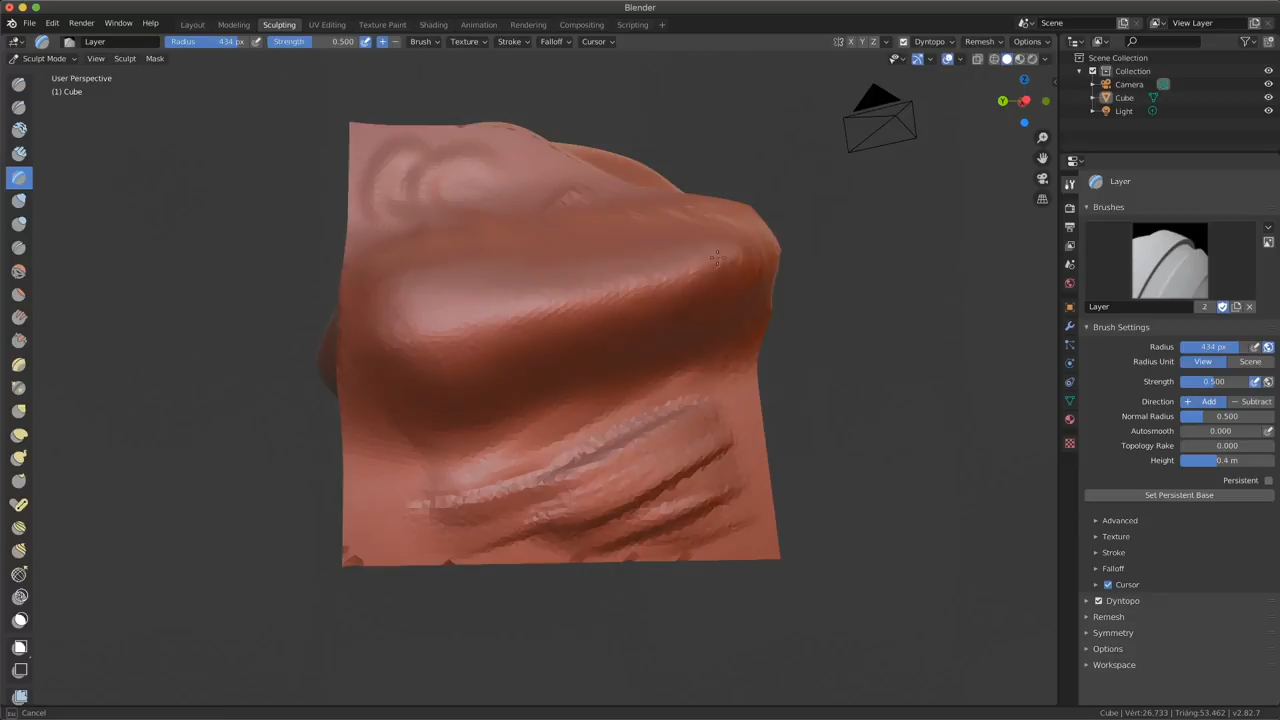 Blender
File Edit Render Window Help
Layout Modeling Sculpting UV Editing Texture Paint Shading Animation Rendering Compositing Scripting +
Scene
View Layer
Layer Radius 434 px Strength 0.500 + − Brush Texture Stroke Falloff Cursor
X Y Z Dyntopo Remesh Options
Sculpt Mode View Sculpt Mask
User Perspective
(1) Cube
Z
Y
Scene Collection
Collection
Camera
Cube
Light
Layer
Brushes
Layer 2
Brush Settings
Radius 434 px
Radius Unit View Scene
Strength 0.500
Direction + Add − Subtract
Normal Radius 0.500
Autosmooth 0.000
Topology Rake 0.000
Height 0.4 m
Persistent
Set Persistent Base
Advanced
Texture
Stroke
Falloff
Cursor
Dyntopo
Remesh
Symmetry
Options
Workspace
Esc Cancel
Cube | Vért:26.733 | Triáng:53.462 | v2.82.7